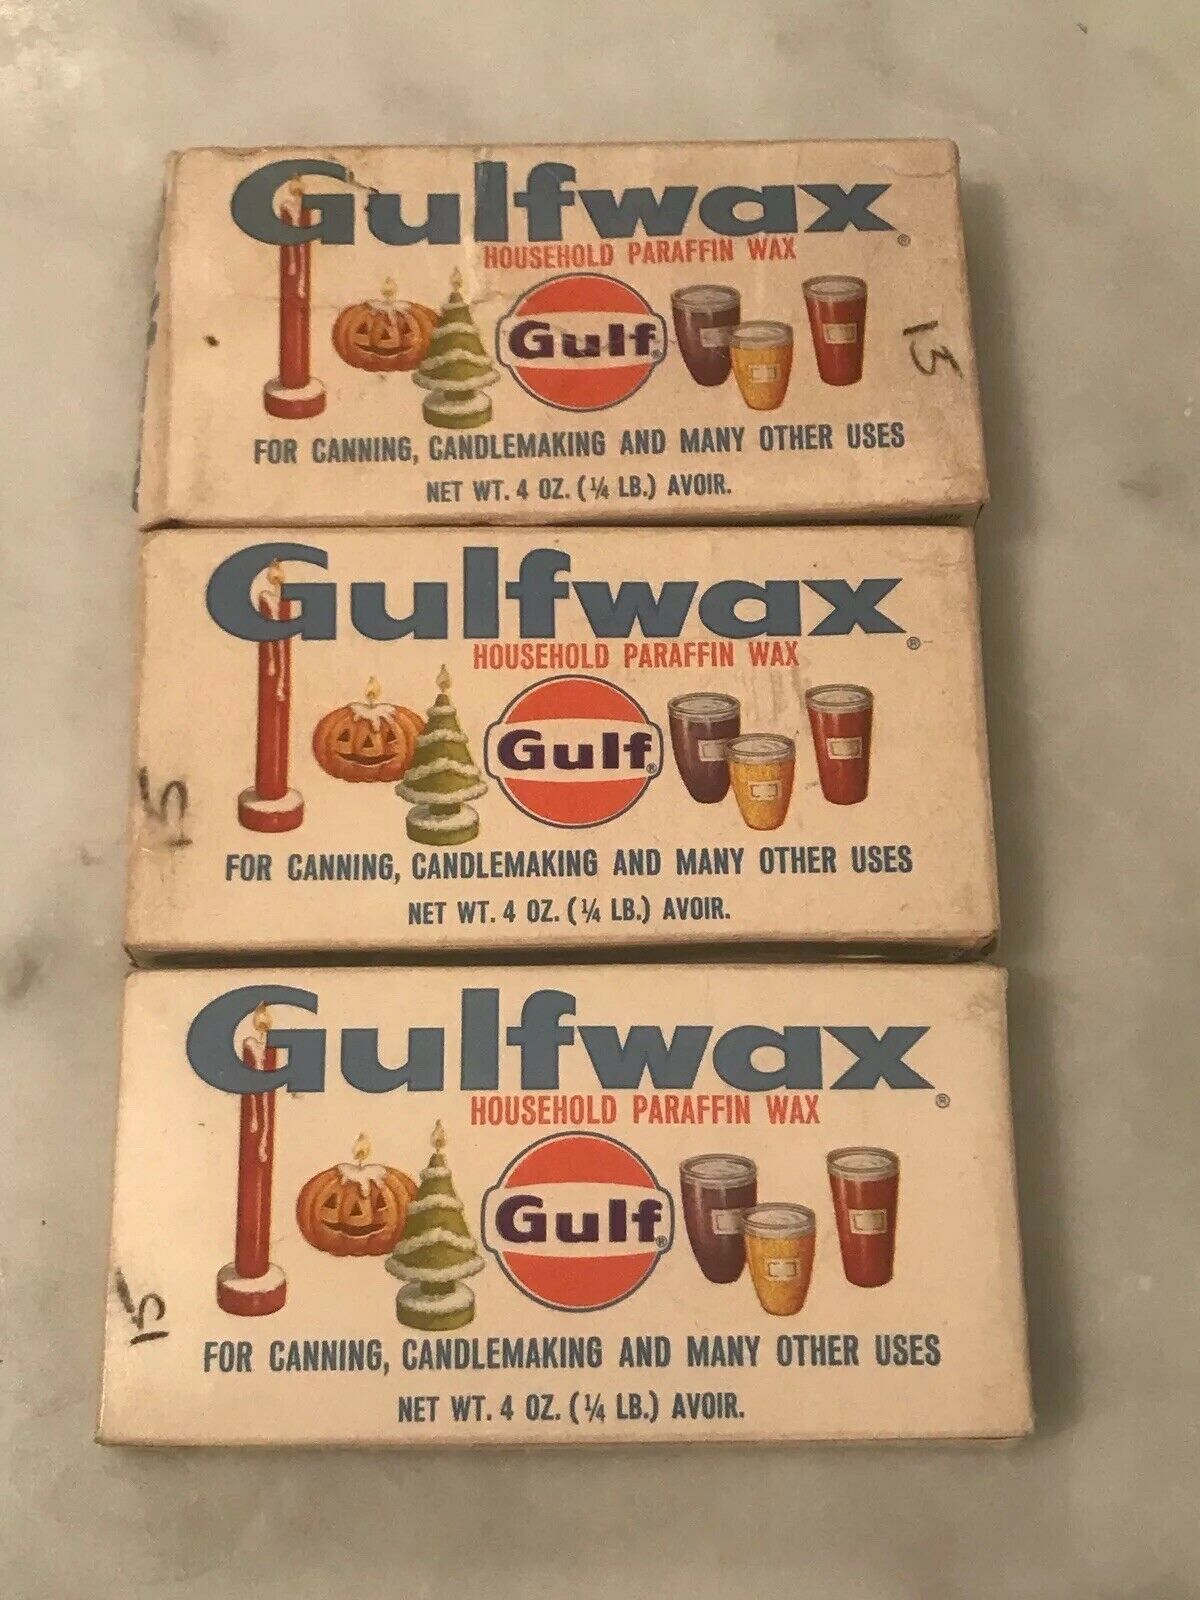 Gulfwax®
HOUSEHOLD PARAFFIN WAX
Gulf®
13
FOR CANNING, CANDLEMAKING AND MANY OTHER USES
NET WT. 4 OZ. (¼ LB.) AVOIR.
Gulfwax®
HOUSEHOLD PARAFFIN WAX
Gulf®
15
FOR CANNING, CANDLEMAKING AND MANY OTHER USES
NET WT. 4 OZ. (¼ LB.) AVOIR.
Gulfwax®
HOUSEHOLD PARAFFIN WAX
Gulf®
15
FOR CANNING, CANDLEMAKING AND MANY OTHER USES
NET WT. 4 OZ. (¼ LB.) AVOIR.